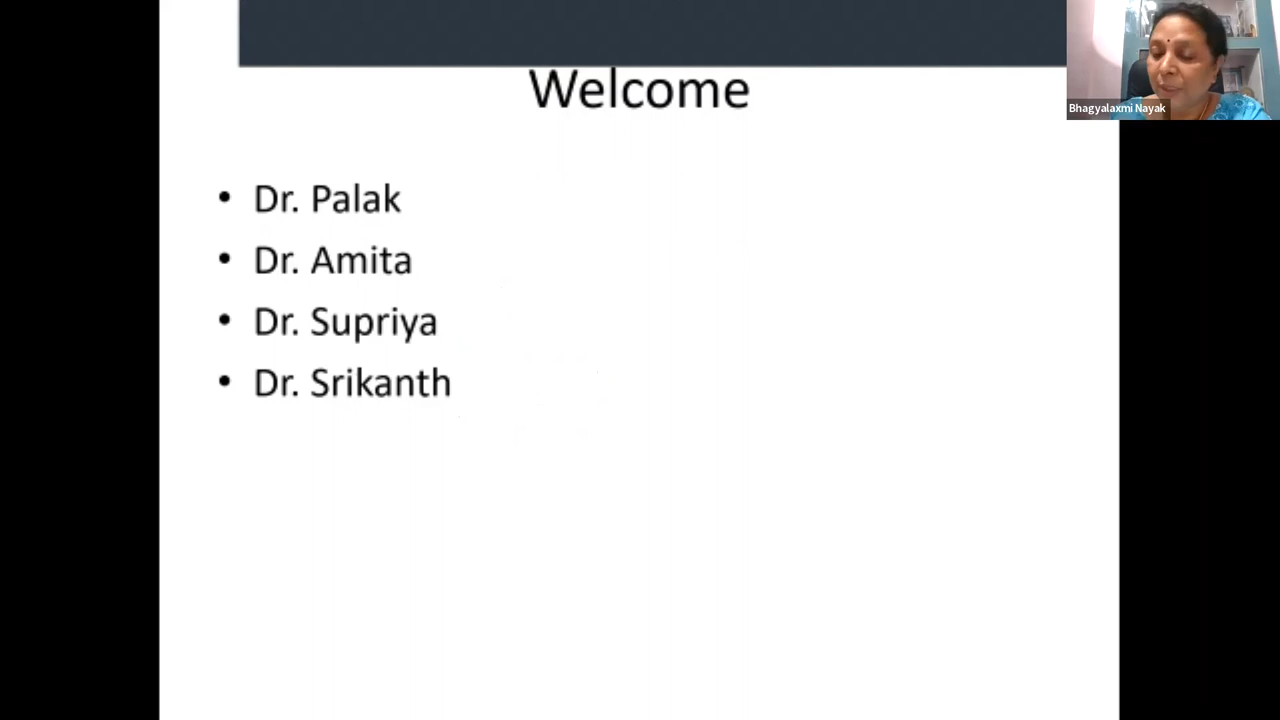 Welcome
Bhagyalaxmi Nayak
• Dr. Palak
• Dr. Amita
• Dr. Supriya
• Dr. Srikanth